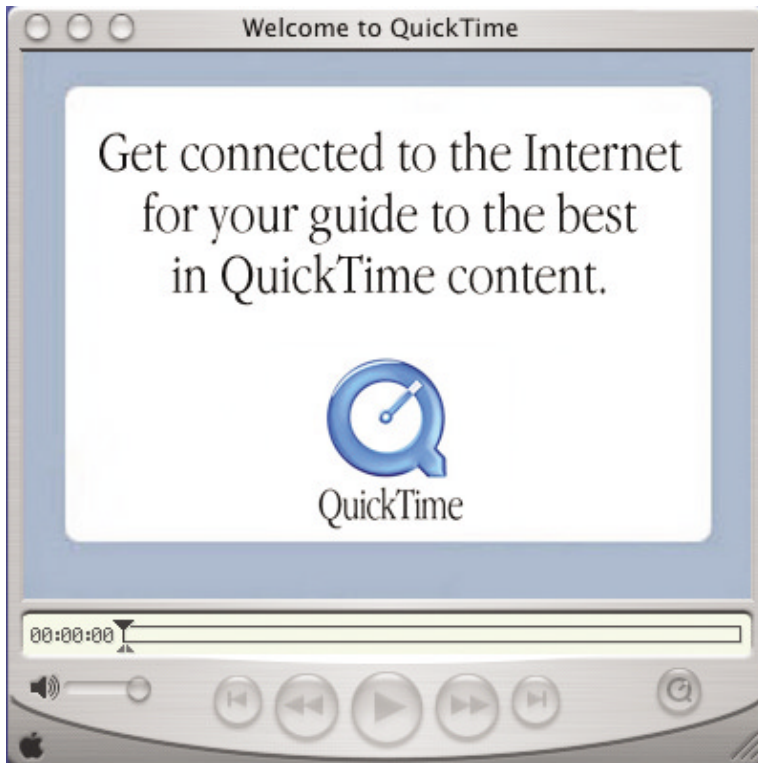 Welcome to QuickTime
Get connected to the Internet
for your guide to the best
in QuickTime content.
QuickTime
00:00:00